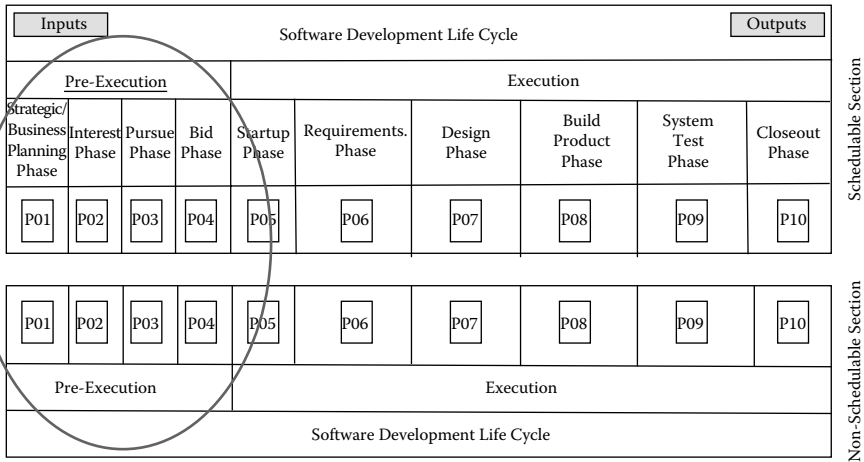 Inputs
Software Development Life Cycle
Outputs
Pre-Execution
Execution
Strategic/
Business
Planning
Phase
Interest
Phase
Pursue
Phase
Bid
Phase
Startup
Phase
Requirements.
Phase
Design
Phase
Build
Product
Phase
System
Test
Phase
Closeout
Phase
P01
P02
P03
P04
P05
P06
P07
P08
P09
P10
Schedulable Section
P01
P02
P03
P04
P05
P06
P07
P08
P09
P10
Pre-Execution
Execution
Software Development Life Cycle
Non-Schedulable Section